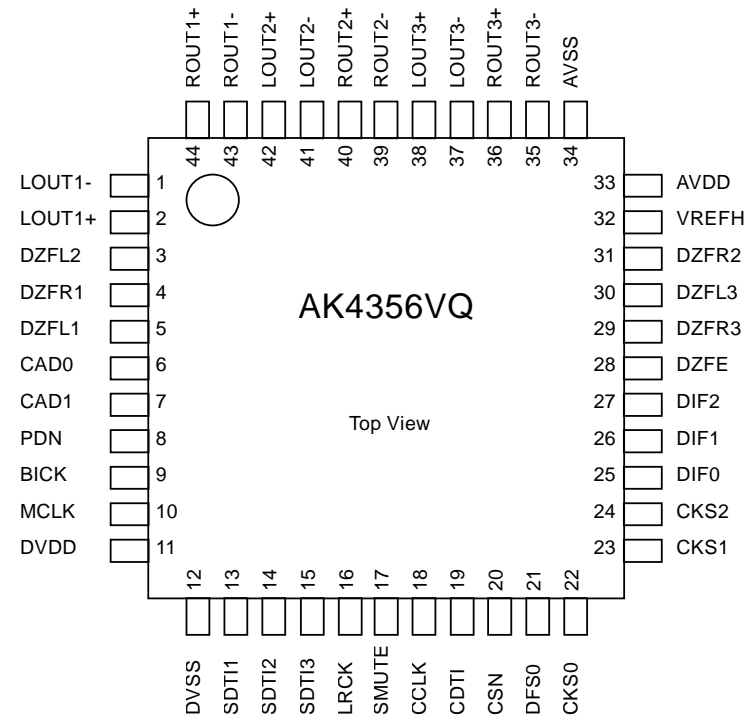 ROUT1+
ROUT1-
LOUT2+
LOUT2-
ROUT2+
ROUT2-
LOUT3+
LOUT3-
ROUT3+
ROUT3-
AVSS
44
43
42
41
40
39
38
37
36
35
34
LOUT1- 1
LOUT1+ 2
DZFL2 3
DZFR1 4
DZFL1 5
CAD0 6
CAD1 7
PDN 8
BICK 9
MCLK 10
DVDD 11
AK4356VQ
Top View
33 AVDD
32 VREFH
31 DZFR2
30 DZFL3
29 DZFR3
28 DZFE
27 DIF2
26 DIF1
25 DIF0
24 CKS2
23 CKS1
12
13
14
15
16
17
18
19
20
21
22
DVSS
SDTI1
SDTI2
SDTI3
LRCK
SMUTE
CCLK
CDTI
CSN
DFS0
CKS0